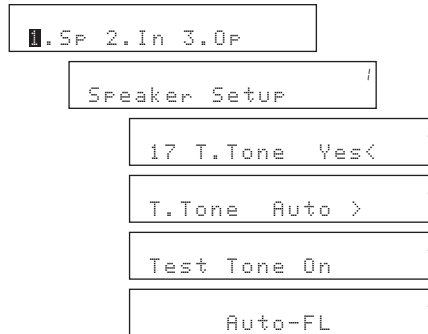 1.Sp 2.In 3.Op
1
Speaker Setup
17 T.Tone Yes<
T.Tone Auto >
Test Tone On
Auto-FL